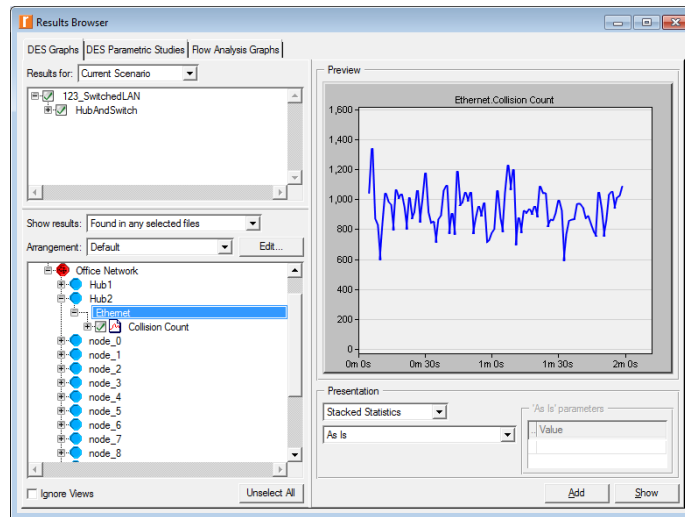 Results Browser
DES Graphs DES Parametric Studies Flow Analysis Graphs
Results for: Current Scenario
123_SwitchedLAN
HubAndSwitch
Show results: Found in any selected files
Arrangement: Default Edit...
Office Network
Hub1
Hub2
Ethernet
Collision Count
node_0
node_1
node_2
node_3
node_4
node_5
node_6
node_7
node_8
Ignore Views Unselect All
Preview
Ethernet.Collision Count
1,600
1,400
1,200
1,000
800
600
400
200
0
0m 0s 0m 30s 1m 0s 1m 30s 2m 0s
Presentation
Stacked Statistics
As Is
'As Is' parameters
... Value
Add Show